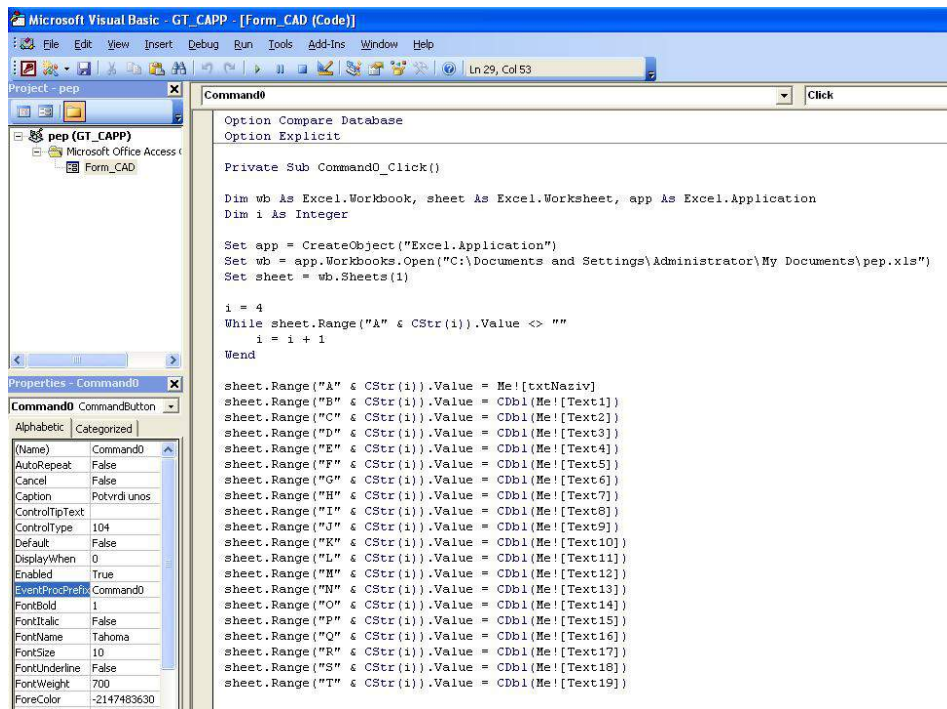 Microsoft Visual Basic - GT_CAPP - [Form_CAD (Code)]
File Edit View Insert Debug Run Tools Add-Ins Window Help
Ln 29, Col 53
Project - pep
pep (GT_CAPP)
Microsoft Office Access
Form_CAD
Properties - Command0
Command0 CommandButton
Alphabetic Categorized
(Name) Command0
AutoRepeat False
Cancel False
Caption Potvrdi unos
ControlTipText
ControlType 104
Default False
DisplayWhen 0
Enabled True
EventProcPrefix Command0
FontBold 1
FontItalic False
FontName Tahoma
FontSize 10
FontUnderline False
FontWeight 700
ForeColor -2147483630
Command0 Click
Option Compare Database
Option Explicit
Private Sub Command0_Click()
Dim wb As Excel.Workbook, sheet As Excel.Worksheet, app As Excel.Application
Dim i As Integer
Set app = CreateObject("Excel.Application")
Set wb = app.Workbooks.Open("C:\Documents and Settings\Administrator\My Documents\pep.xls")
Set sheet = wb.Sheets(1)
i = 4
While sheet.Range("A" & CStr(i)).Value <> ""
i = i + 1
Wend
sheet.Range("A" & CStr(i)).Value = Me![txtNaziv]
sheet.Range("B" & CStr(i)).Value = CDbl(Me![Text1])
sheet.Range("C" & CStr(i)).Value = CDbl(Me![Text2])
sheet.Range("D" & CStr(i)).Value = CDbl(Me![Text3])
sheet.Range("E" & CStr(i)).Value = CDbl(Me![Text4])
sheet.Range("F" & CStr(i)).Value = CDbl(Me![Text5])
sheet.Range("G" & CStr(i)).Value = CDbl(Me![Text6])
sheet.Range("H" & CStr(i)).Value = CDbl(Me![Text7])
sheet.Range("I" & CStr(i)).Value = CDbl(Me![Text8])
sheet.Range("J" & CStr(i)).Value = CDbl(Me![Text9])
sheet.Range("K" & CStr(i)).Value = CDbl(Me![Text10])
sheet.Range("L" & CStr(i)).Value = CDbl(Me![Text11])
sheet.Range("M" & CStr(i)).Value = CDbl(Me![Text12])
sheet.Range("N" & CStr(i)).Value = CDbl(Me![Text13])
sheet.Range("O" & CStr(i)).Value = CDbl(Me![Text14])
sheet.Range("P" & CStr(i)).Value = CDbl(Me![Text15])
sheet.Range("Q" & CStr(i)).Value = CDbl(Me![Text16])
sheet.Range("R" & CStr(i)).Value = CDbl(Me![Text17])
sheet.Range("S" & CStr(i)).Value = CDbl(Me![Text18])
sheet.Range("T" & CStr(i)).Value = CDbl(Me![Text19])